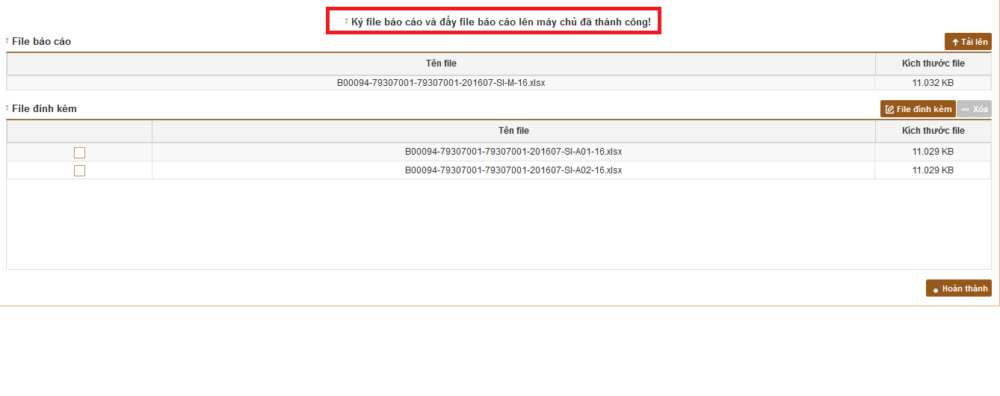 Ký file báo cáo và đẩy file báo cáo lên máy chủ đã thành công!
File báo cáo
Tải lên
Tên file Kích thước file
B00094-79307001-79307001-201607-SI-M-16.xlsx 11.032 KB
File đính kèm
File đính kèm Xóa
Tên file Kích thước file
B00094-79307001-79307001-201607-SI-A01-16.xlsx 11.029 KB
B00094-79307001-79307001-201607-SI-A02-16.xlsx 11.029 KB
Hoàn thành